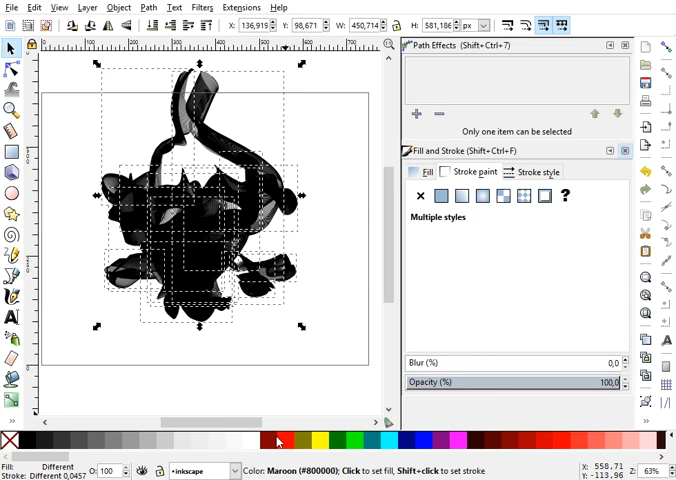 File Edit View Layer Object Path Text Filters Extensions Help
X: 136,919 Y: 98,671 W: 450,714 H: 581,186 px
Path Effects (Shift+Ctrl+7)
Only one item can be selected
Fill and Stroke (Shift+Ctrl+F)
Fill Stroke paint Stroke style
Multiple styles
Blur (%) 0,0
Opacity (%) 100,0
Fill: Different
Stroke: Different 0,0457
O: 100
•inkscape
Color: Maroon (#800000); Click to set fill, Shift+click to set stroke
X: 558.71
Y: -113.96
Z: 63%